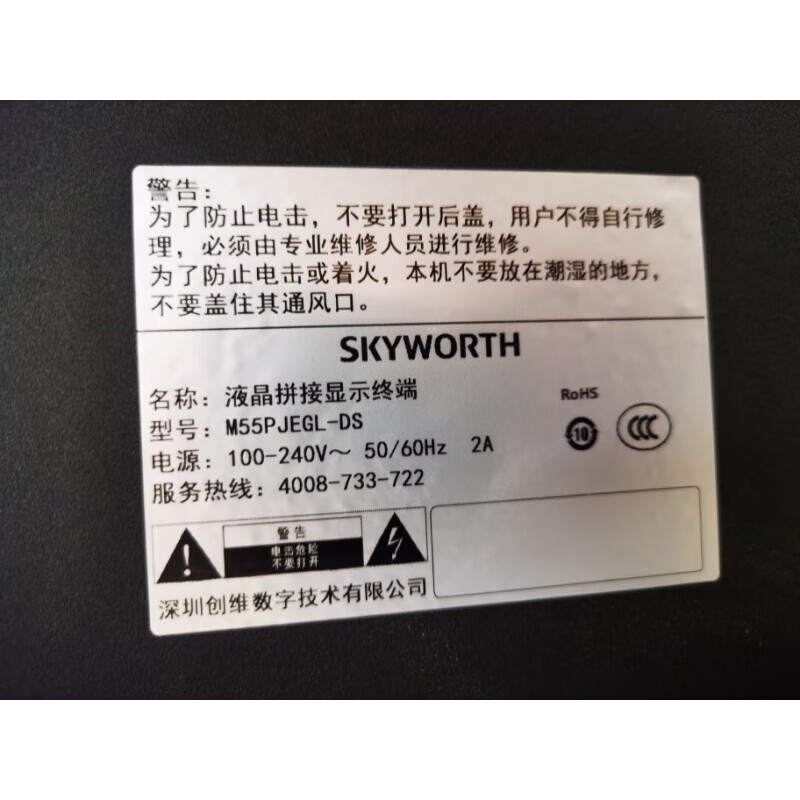 警告：
为了防止电击，不要打开后盖，用户不得自行修
理，必须由专业维修人员进行维修。
为了防止电击或着火，本机不要放在潮湿的地方，
不要盖住其通风口。
SKYWORTH
名称：液晶拼接显示终端
型号：M55PJEGL-DS
电源：100-240V～ 50/60Hz 2A
服务热线：4008-733-722
RoHS
10
CCC
警告
电击危险
不要打开
深圳创维数字技术有限公司